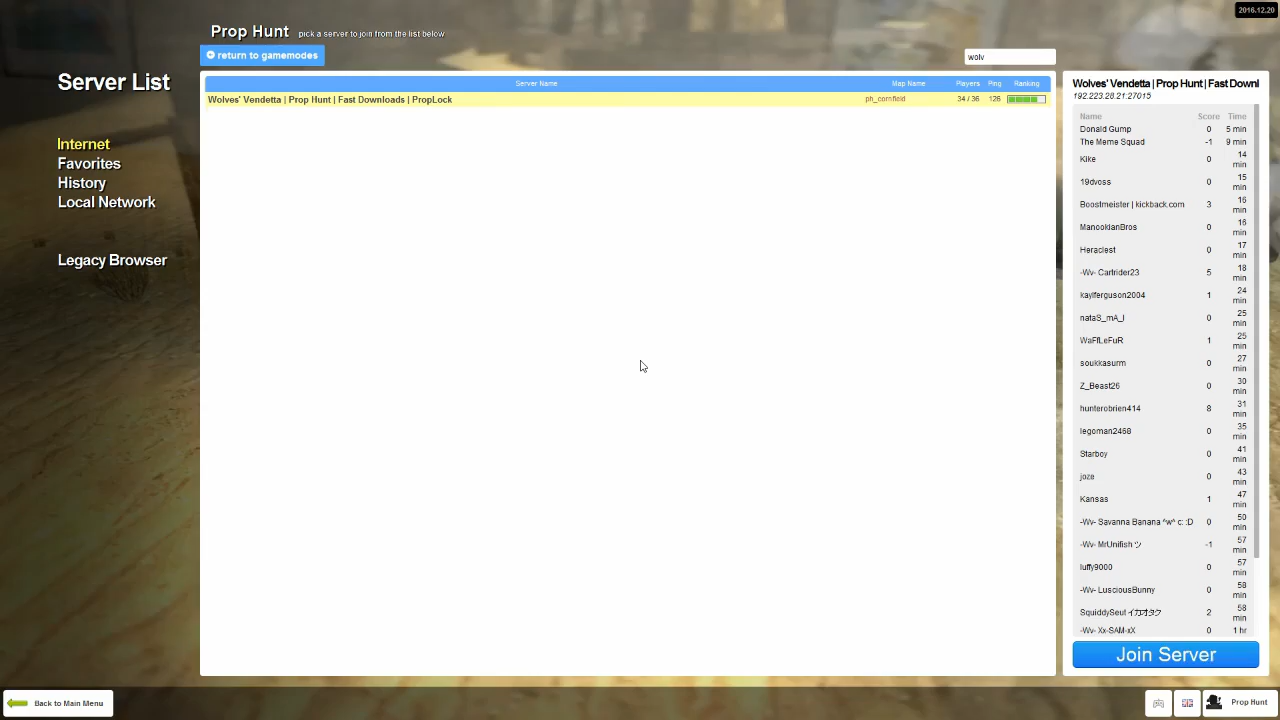 2016.12.20
Prop Hunt pick a server to join from the list below
return to gamemodes
wolv
Server List
Internet
Favorites
History
Local Network
Legacy Browser
Server Name Map Name Players Ping Ranking
Wolves' Vendetta | Prop Hunt | Fast Downloads | PropLock ph_cornfield 34 / 36 126
Wolves' Vendetta | Prop Hunt | Fast Downl
192.223.28.21:27015
Name Score Time
Donald Gump 0 5 min
The Meme Squad -1 9 min
Kike 0 14 min
19dvoss 0 15 min
Boostmeister | kickback.com 3 16 min
ManookianBros 0 16 min
Heraclest 0 17 min
-Wv- Cartrider23 5 18 min
kaylferguson2004 1 24 min
nataS_mA_I 0 25 min
WaFfLeFuR 1 25 min
soukkasurm 0 27 min
Z_Beast26 0 30 min
hunterobrien414 8 31 min
legoman2468 0 35 min
Starboy 0 41 min
joze 0 43 min
Kansas 1 47 min
-Wv- Savanna Banana ^w^ c: :D 0 50 min
-Wv- MrUnifish ツ -1 57 min
luffy9000 0 57 min
-Wv- LusciousBunny 0 58 min
SquiddySeut 2 58 min
-Wv- Xx-SAM-xX 0 1 hr
Join Server
Back to Main Menu
Prop Hunt